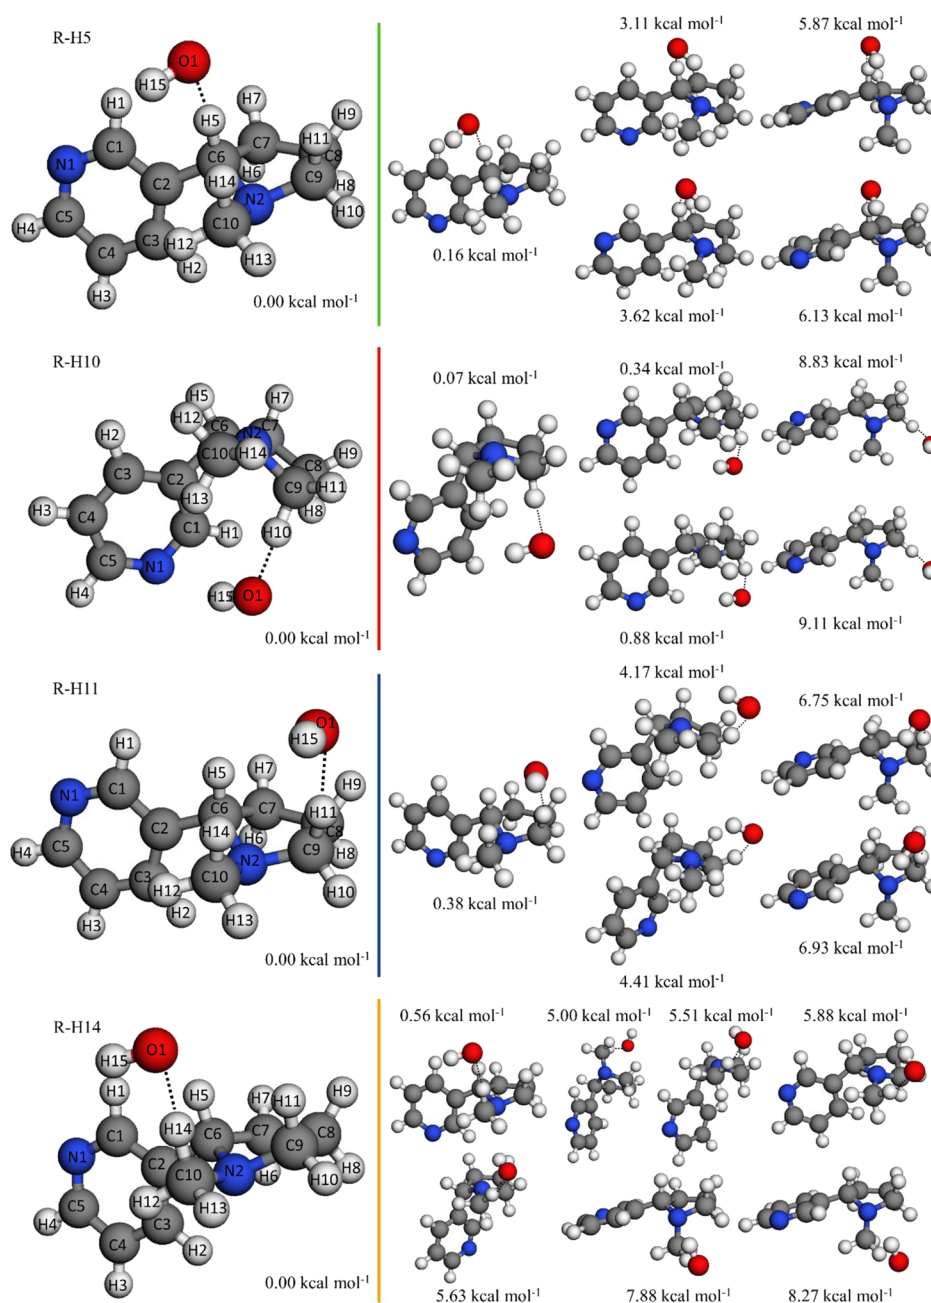 R-H5
O1
H15
H1
H5
H7
H9
H11
N1
C1
C7
C8
C6
C2
H14
H6
C9
H8
N2
H10
C5
C10
H4
C4
C3
H12
H2
H13
H3
0.00 kcal mol⁻¹
0.16 kcal mol⁻¹
3.11 kcal mol⁻¹
5.87 kcal mol⁻¹
3.62 kcal mol⁻¹
6.13 kcal mol⁻¹
R-H10
H5
H7
H12
H2
C6
N2
C7
C10
H14
H9
C3
C2
C8
H11
H13
C9
H8
H3
C4
C1
H1
H10
C5
N1
H4
H15
O1
0.00 kcal mol⁻¹
0.07 kcal mol⁻¹
0.34 kcal mol⁻¹
8.83 kcal mol⁻¹
0.88 kcal mol⁻¹
9.11 kcal mol⁻¹
R-H11
O1
H15
H1
H5
H7
H9
N1
C1
H11
C6
C7
C8
C2
H14
H6
C9
H8
H4
C5
N2
C4
C3
C10
H10
H12
H2
H13
H3
0.00 kcal mol⁻¹
0.38 kcal mol⁻¹
4.17 kcal mol⁻¹
6.75 kcal mol⁻¹
4.41 kcal mol⁻¹
6.93 kcal mol⁻¹
R-H14
O1
H15
H1
H5
H7
H11
H9
C1
H14
C6
C7
C9
C8
N1
C2
C10
N2
H6
H8
H10
C5
H12
H13
H4
C3
C4
H2
H3
0.00 kcal mol⁻¹
0.56 kcal mol⁻¹
5.00 kcal mol⁻¹
5.51 kcal mol⁻¹
5.88 kcal mol⁻¹
5.63 kcal mol⁻¹
7.88 kcal mol⁻¹
8.27 kcal mol⁻¹